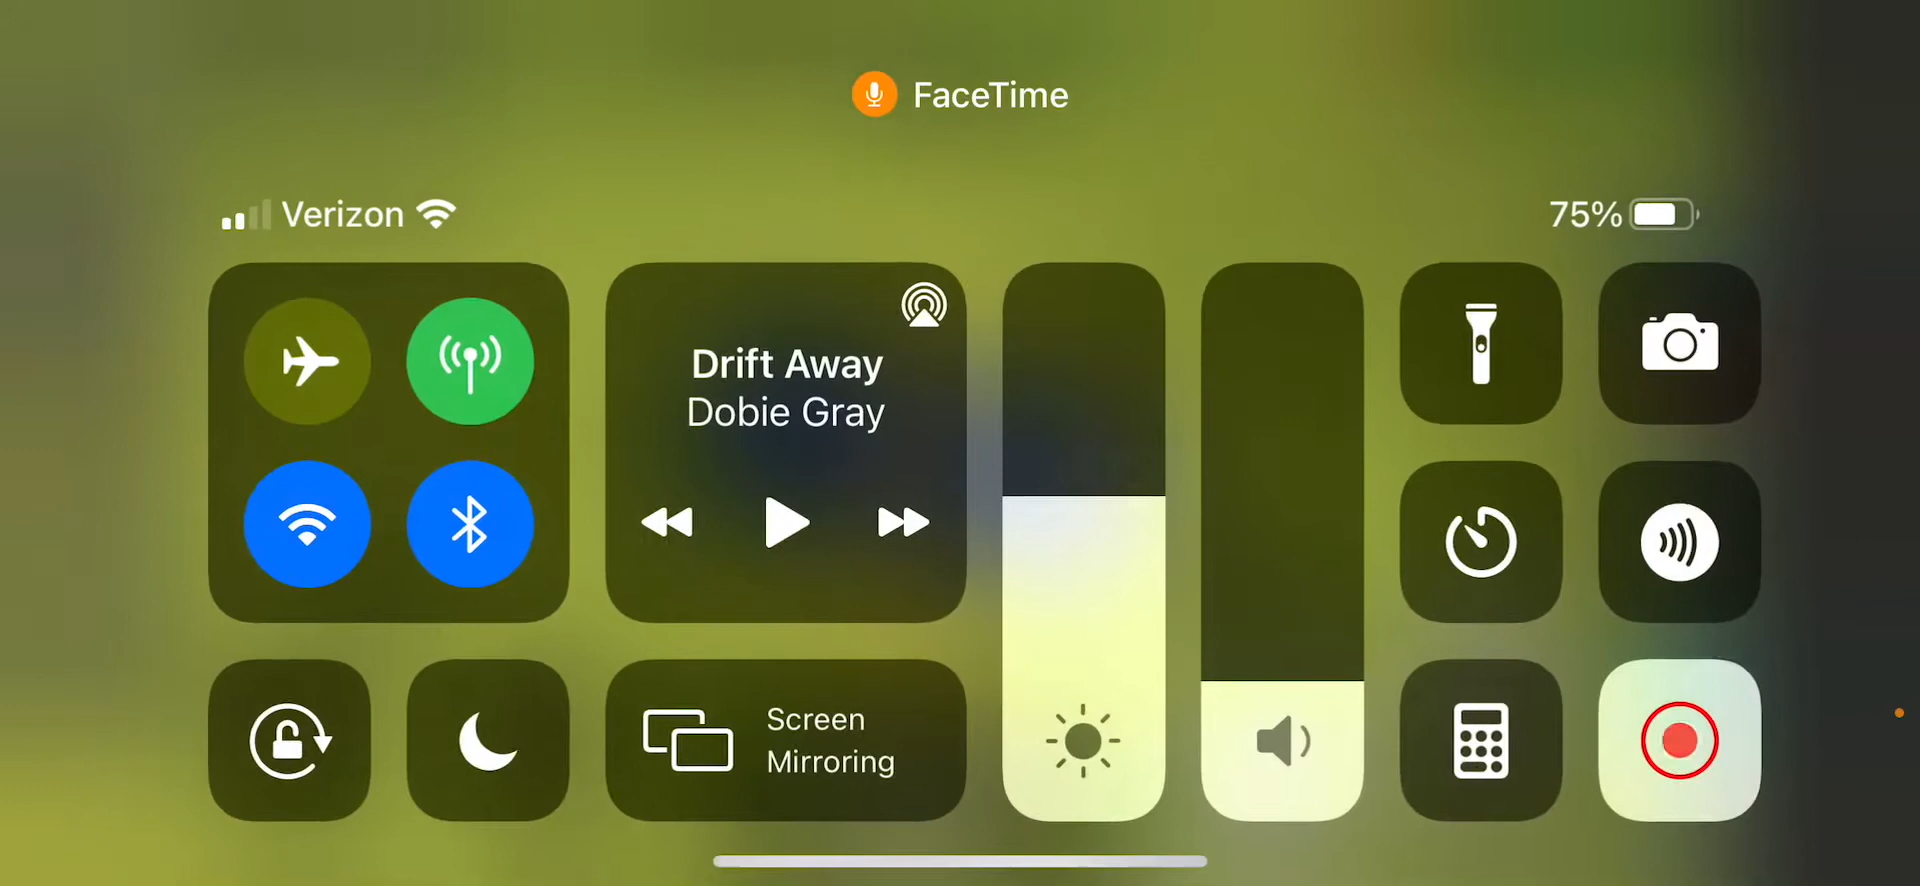 FaceTime
Verizon
75%
Drift Away
Dobie Gray
Screen
Mirroring